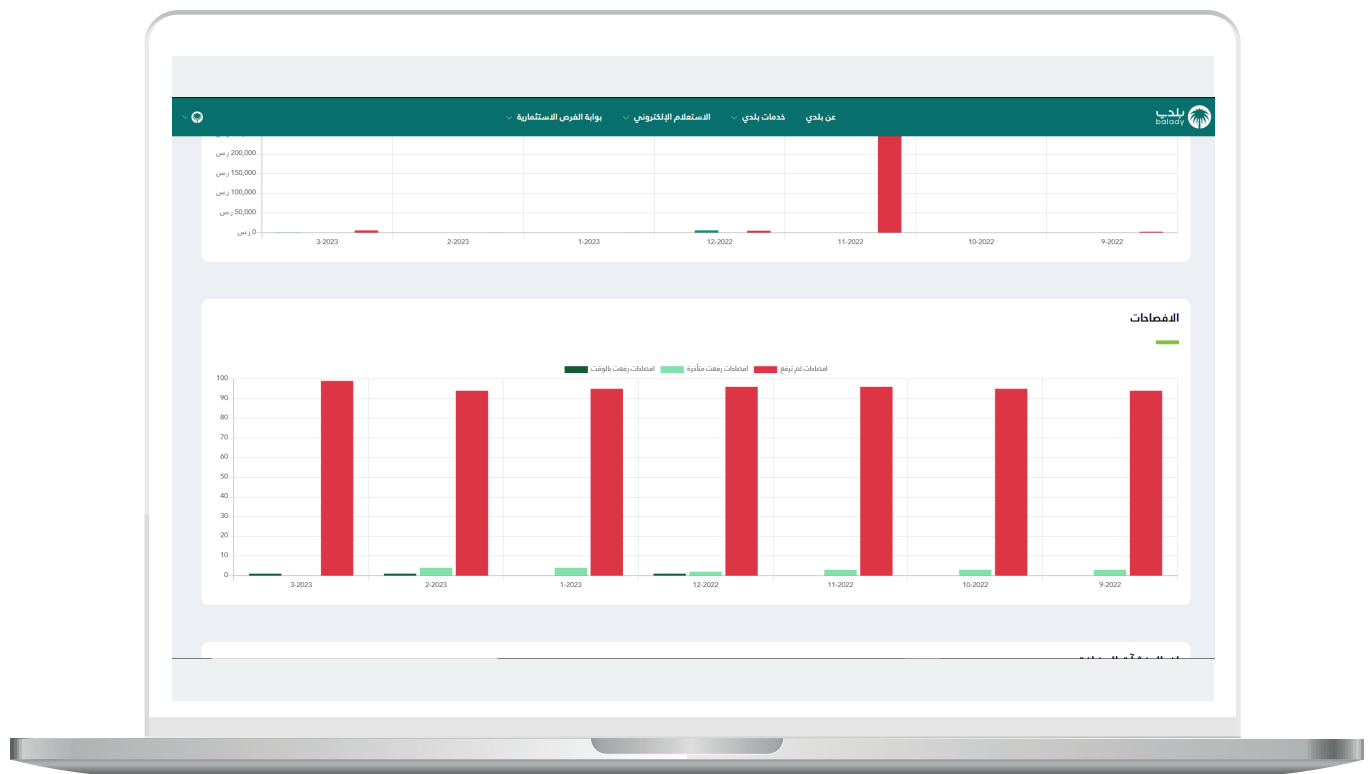 بلدي
balady
عن بلدي
خدمات بلدي
الاستعلام الإلكتروني
بوابة الفرص الاستثمارية
200,000 ر.س
150,000 ر.س
100,000 ر.س
50,000 ر.س
0 ر.س
3-2023 2-2023 1-2023 12-2022 11-2022 10-2022 9-2022
الافصاحات
افصاحات لم ترفع افصاحات رفعت متأخرة افصاحات رفعت بالوقت
100
90
80
70
60
50
40
30
20
10
0
3-2023 2-2023 1-2023 12-2022 11-2022 10-2022 9-2022